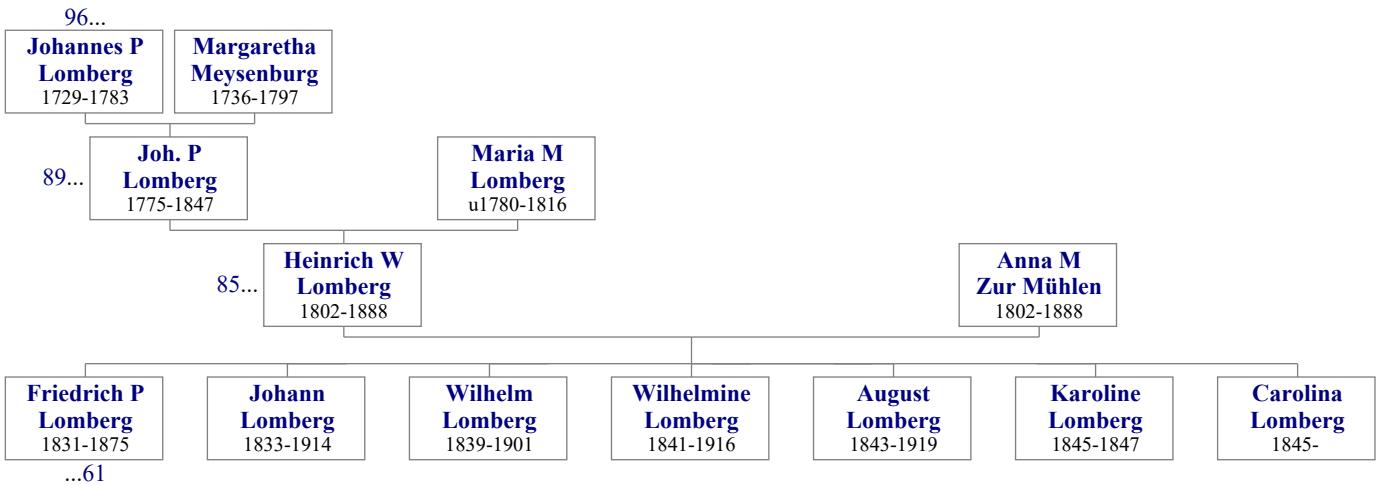 96...
Johannes P
Lomberg
1729-1783
Margaretha
Meysenburg
1736-1797
89...
Joh. P
Lomberg
1775-1847
Maria M
Lomberg
u1780-1816
85...
Heinrich W
Lomberg
1802-1888
Anna M
Zur Mühlen
1802-1888
Friedrich P
Lomberg
1831-1875
Johann
Lomberg
1833-1914
Wilhelm
Lomberg
1839-1901
Wilhelmine
Lomberg
1841-1916
August
Lomberg
1843-1919
Karoline
Lomberg
1845-1847
Carolina
Lomberg
1845-
...61